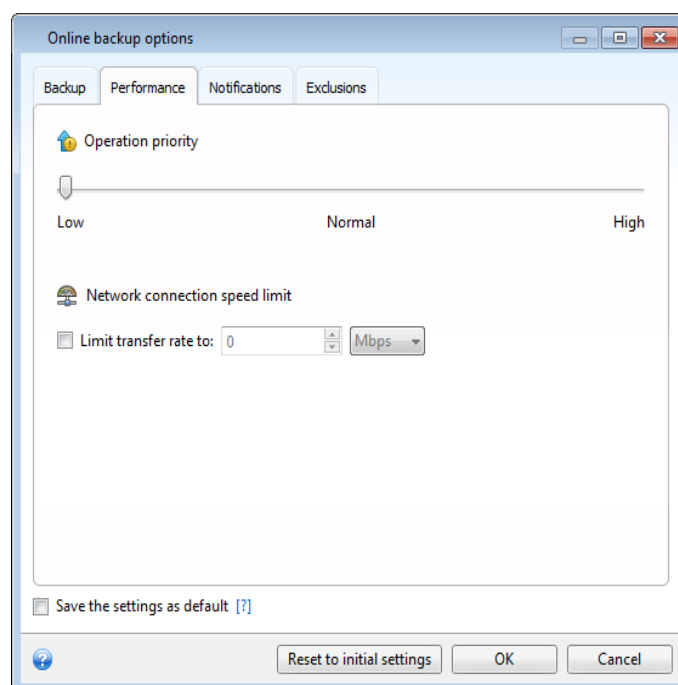 Online backup options
Backup Performance Notifications Exclusions
Operation priority
Low Normal High
Network connection speed limit
Limit transfer rate to: 0 Mbps
Save the settings as default [?]
Reset to initial settings OK Cancel